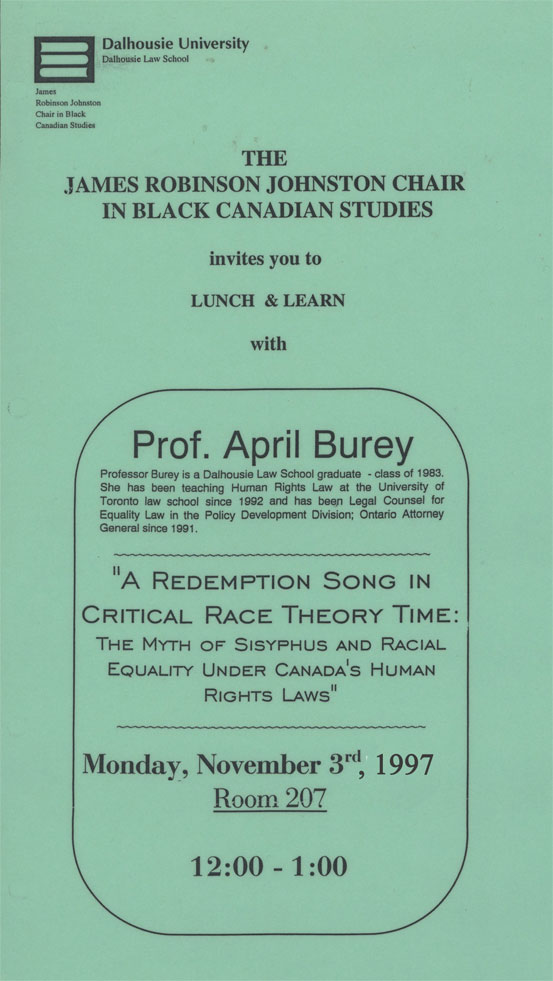 Dalhousie University
Dalhousie Law School
James
Robinson Johnston
Chair in Black
Canadian Studies
THE
JAMES ROBINSON JOHNSTON CHAIR
IN BLACK CANADIAN STUDIES
invites you to
LUNCH & LEARN
with
Prof. April Burey
Professor Burey is a Dalhousie Law School graduate - class of 1983.
She has been teaching Human Rights Law at the University of
Toronto law school since 1992 and has been Legal Counsel for
Equality Law in the Policy Development Division; Ontario Attorney
General since 1991.
"A REDEMPTION SONG IN
CRITICAL RACE THEORY TIME:
THE MYTH OF SISYPHUS AND RACIAL
EQUALITY UNDER CANADA'S HUMAN
RIGHTS LAWS"
Monday, November 3rd, 1997
Room 207
12:00 - 1:00